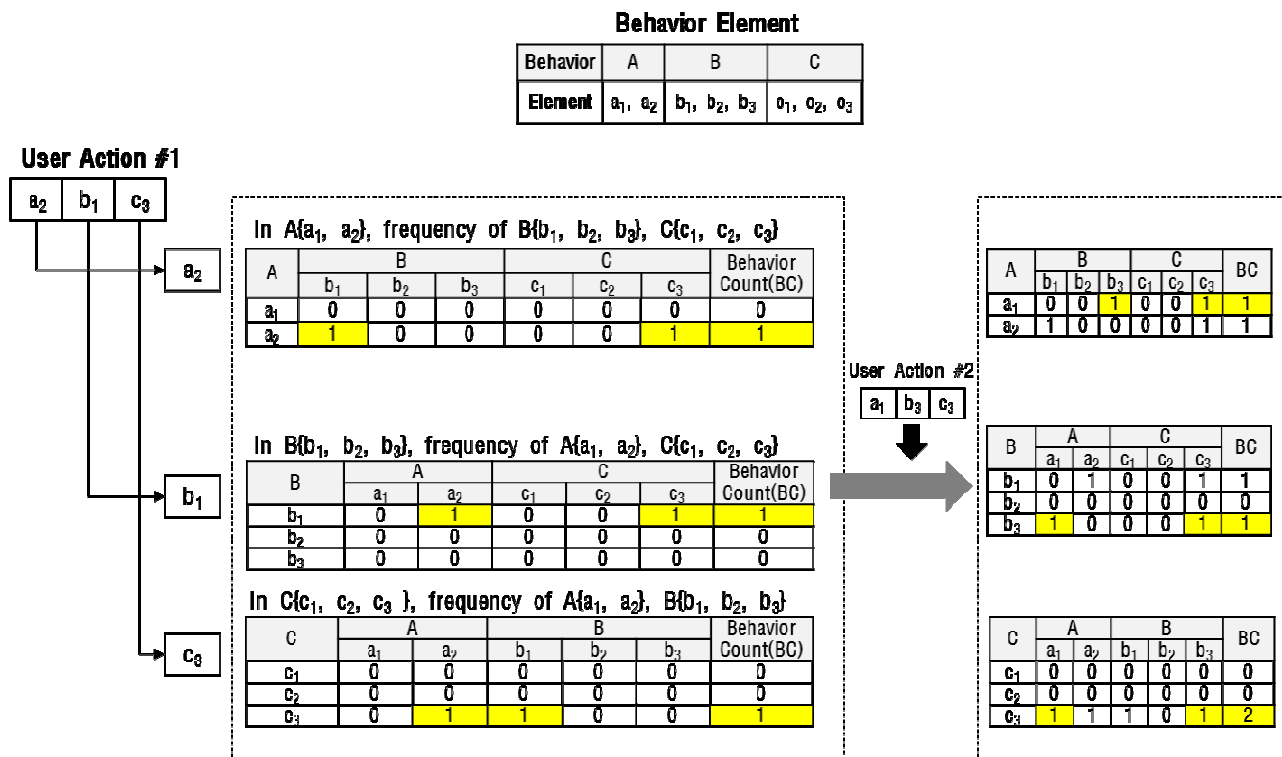 Behavior Element
Behavior A B C
Element a₁, a₂ b₁, b₂, b₃ c₁, c₂, c₃
User Action #1
a₂ b₁ c₃
a₂
In A{a₁, a₂}, frequency of B{b₁, b₂, b₃}, C{c₁, c₂, c₃}
A B C Behavior Count(BC)
b₁ b₂ b₃ c₁ c₂ c₃
a₁ 0 0 0 0 0 0 0
a₂ 1 0 0 0 0 1 1
A B C BC
b₁ b₂ b₃ c₁ c₂ c₃
a₁ 0 0 1 0 0 1 1
a₂ 1 0 0 0 0 1 1
User Action #2
a₁ b₃ c₃
b₁
In B{b₁, b₂, b₃}, frequency of A{a₁, a₂}, C{c₁, c₂, c₃}
B A C Behavior Count(BC)
a₁ a₂ c₁ c₂ c₃
b₁ 0 1 0 0 1 1
b₂ 0 0 0 0 0 0
b₃ 0 0 0 0 0 0
B A C BC
a₁ a₂ c₁ c₂ c₃
b₁ 0 1 0 0 1 1
b₂ 0 0 0 0 0 0
b₃ 1 0 0 0 1 1
c₃
In C{c₁, c₂, c₃ }, frequency of A{a₁, a₂}, B{b₁, b₂, b₃}
C A B Behavior Count(BC)
a₁ a₂ b₁ b₂ b₃
c₁ 0 0 0 0 0 0
c₂ 0 0 0 0 0 0
c₃ 0 1 1 0 0 1
C A B BC
a₁ a₂ b₁ b₂ b₃
c₁ 0 0 0 0 0 0
c₂ 0 0 0 0 0 0
c₃ 1 1 1 0 1 2